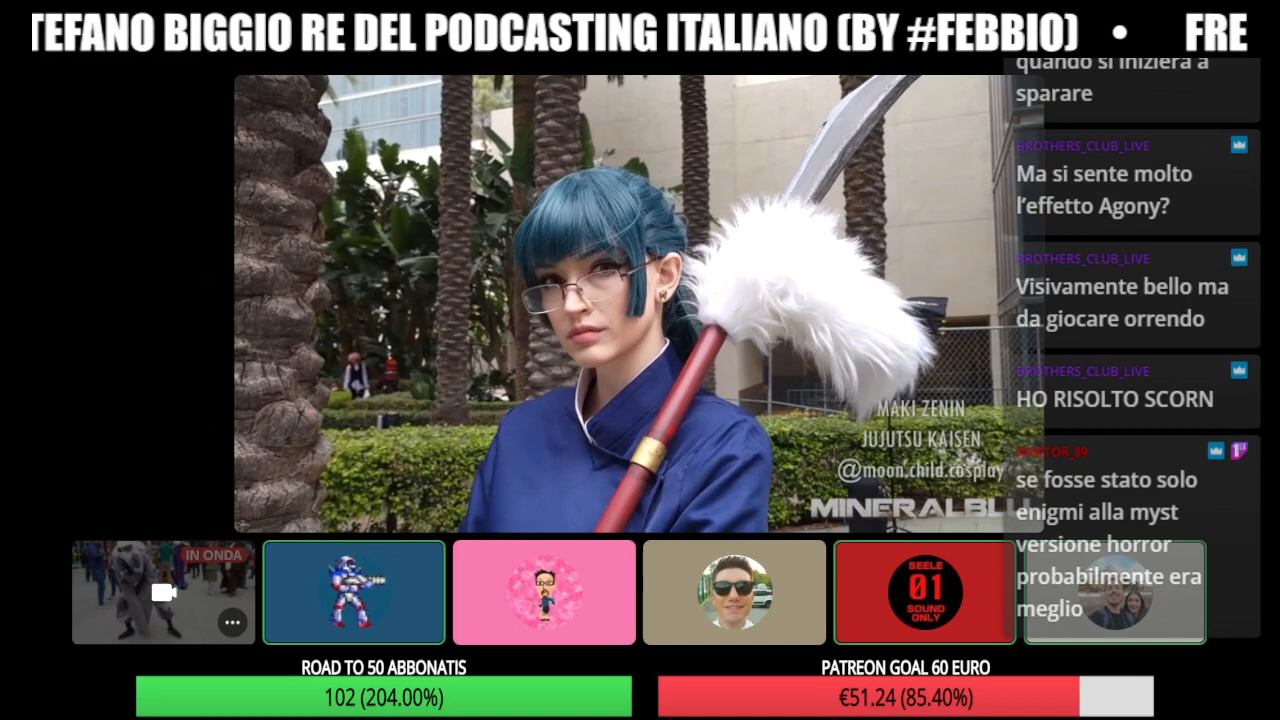 TEFANO BIGGIO RE DEL PODCASTING ITALIANO (BY #FEBBIO) • FRE
quando si inizierà a
sparare
BROTHERS_CLUB_LIVE
Ma si sente molto
l'effetto Agony?
BROTHERS_CLUB_LIVE
Visivamente bello ma
da giocare orrendo
BROTHERS_CLUB_LIVE
HO RISOLTO SCORN
se fosse stato solo
enigmi alla myst
versione horror
probabilmente era
meglio
MAKI ZENIN
JUJUTSU KAISEN
@moon.child.cosplay
MINERALBLU
IN ONDA
SEELE
01
SOUND
ONLY
ROAD TO 50 ABBONATIS
102 (204.00%)
PATREON GOAL 60 EURO
€51.24 (85.40%)